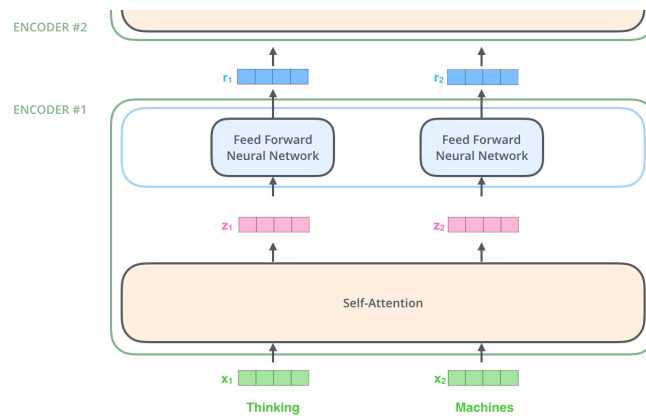 ENCODER #2
r₁
r₂
ENCODER #1
Feed Forward
Neural Network
Feed Forward
Neural Network
z₁
z₂
Self-Attention
x₁
x₂
Thinking
Machines